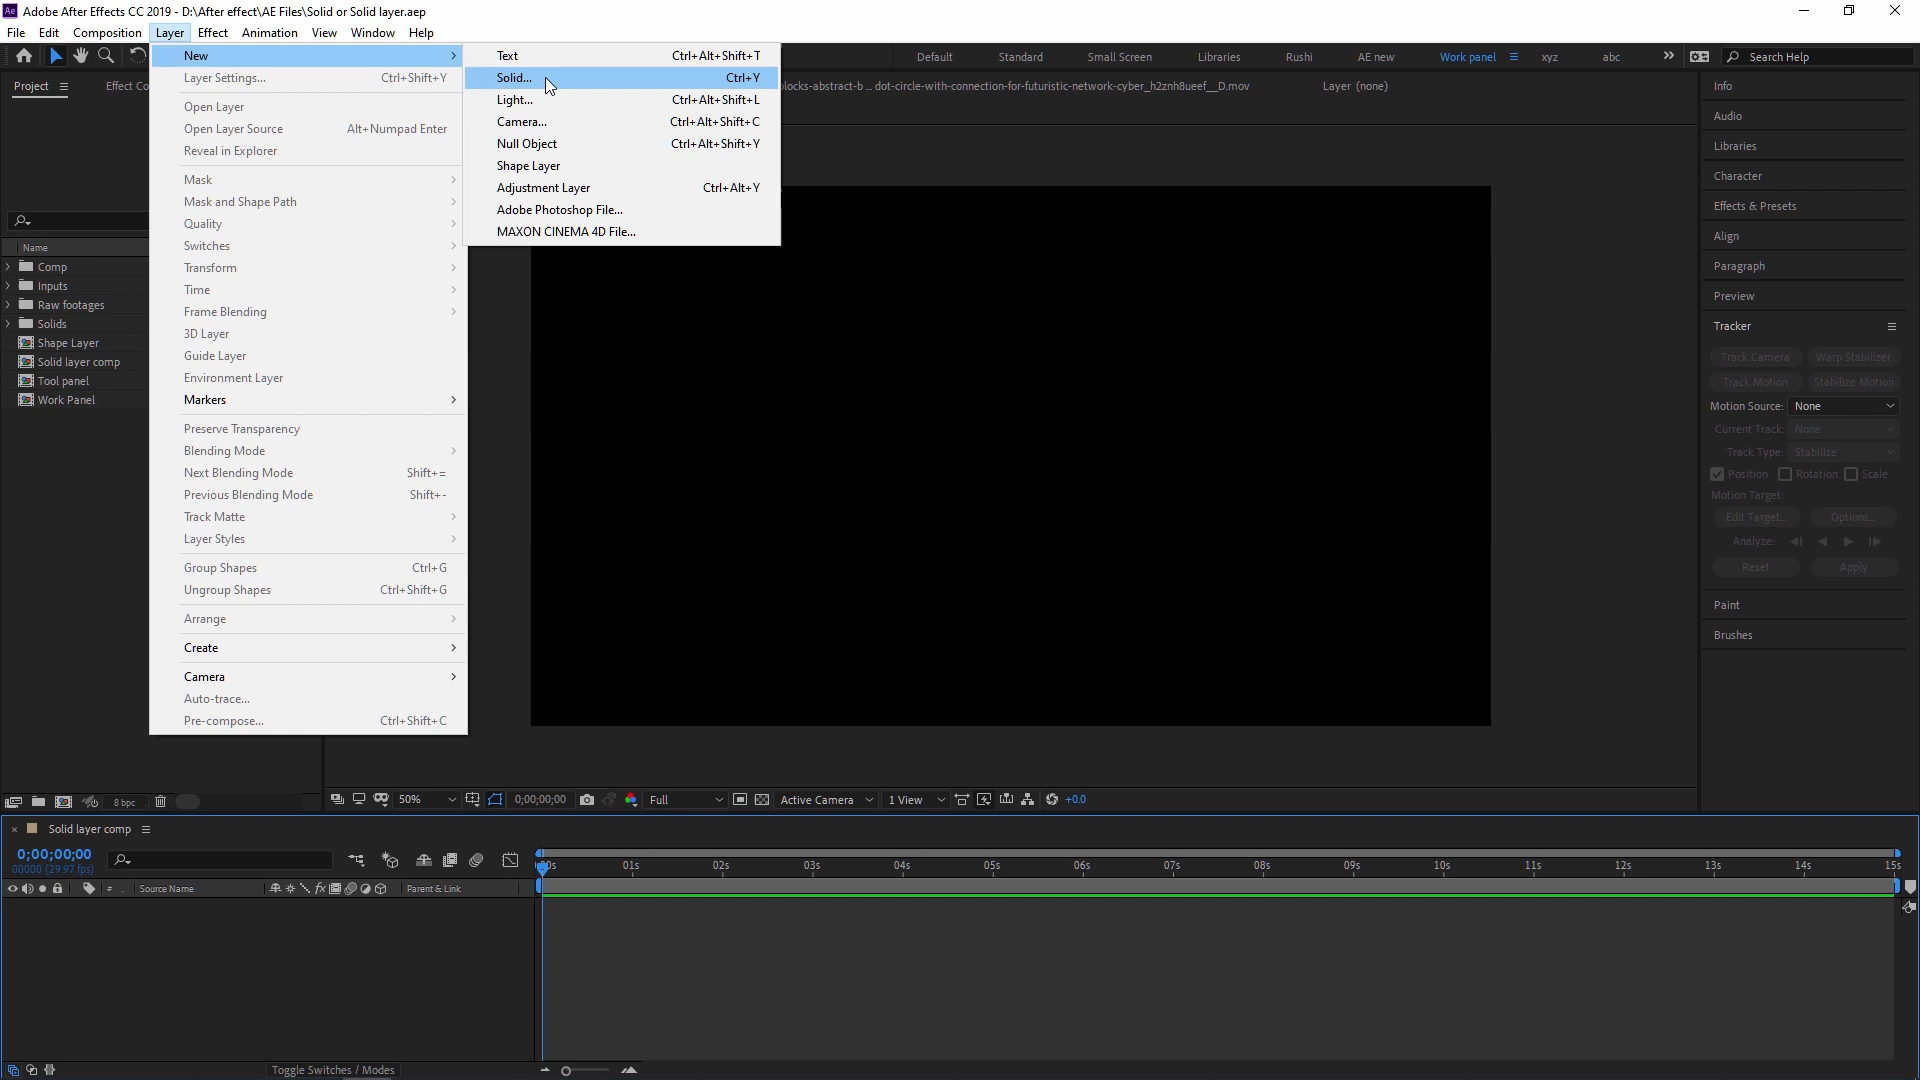 Ae Adobe After Effects CC 2019 - D:\After effect\AE Files\Solid or Solid layer.aep
File Edit Composition Layer Effect Animation View Window Help
Default Standard Small Screen Libraries Rushi AE new Work panel xyz abc Search Help
Project Effect Co
locks-abstract-b ... dot-circle-with-connection-for-futuristic-network-cyber_h2znh8ueef__D.mov Layer (none)
Name
Comp
Inputs
Raw footages
Solids
Shape Layer
Solid layer comp
Tool panel
Work Panel
New
Layer Settings... Ctrl+Shift+Y
Open Layer
Open Layer Source Alt+Numpad Enter
Reveal in Explorer
Mask
Mask and Shape Path
Quality
Switches
Transform
Time
Frame Blending
3D Layer
Guide Layer
Environment Layer
Markers
Preserve Transparency
Blending Mode
Next Blending Mode Shift+=
Previous Blending Mode Shift+-
Track Matte
Layer Styles
Group Shapes Ctrl+G
Ungroup Shapes Ctrl+Shift+G
Arrange
Create
Camera
Auto-trace...
Pre-compose... Ctrl+Shift+C
Text Ctrl+Alt+Shift+T
Solid... Ctrl+Y
Light... Ctrl+Alt+Shift+L
Camera... Ctrl+Alt+Shift+C
Null Object Ctrl+Alt+Shift+Y
Shape Layer
Adjustment Layer Ctrl+Alt+Y
Adobe Photoshop File...
MAXON CINEMA 4D File...
Info
Audio
Libraries
Character
Effects & Presets
Align
Paragraph
Preview
Tracker
Track Camera Warp Stabilizer
Track Motion Stabilize Motion
Motion Source: None
Current Track: None
Track Type: Stabilize
Position Rotation Scale
Motion Target:
Edit Target... Options...
Analyze:
Reset Apply
Paint
Brushes
8 bpc
50% 0;00;00;00 Full Active Camera 1 View +0.0
Solid layer comp
0;00;00;00
00000 (29.97 fps)
# Source Name fx Parent & Link
01s 02s 03s 04s 05s 06s 07s 08s 09s 10s 11s 12s 13s 14s 15s
Toggle Switches / Modes